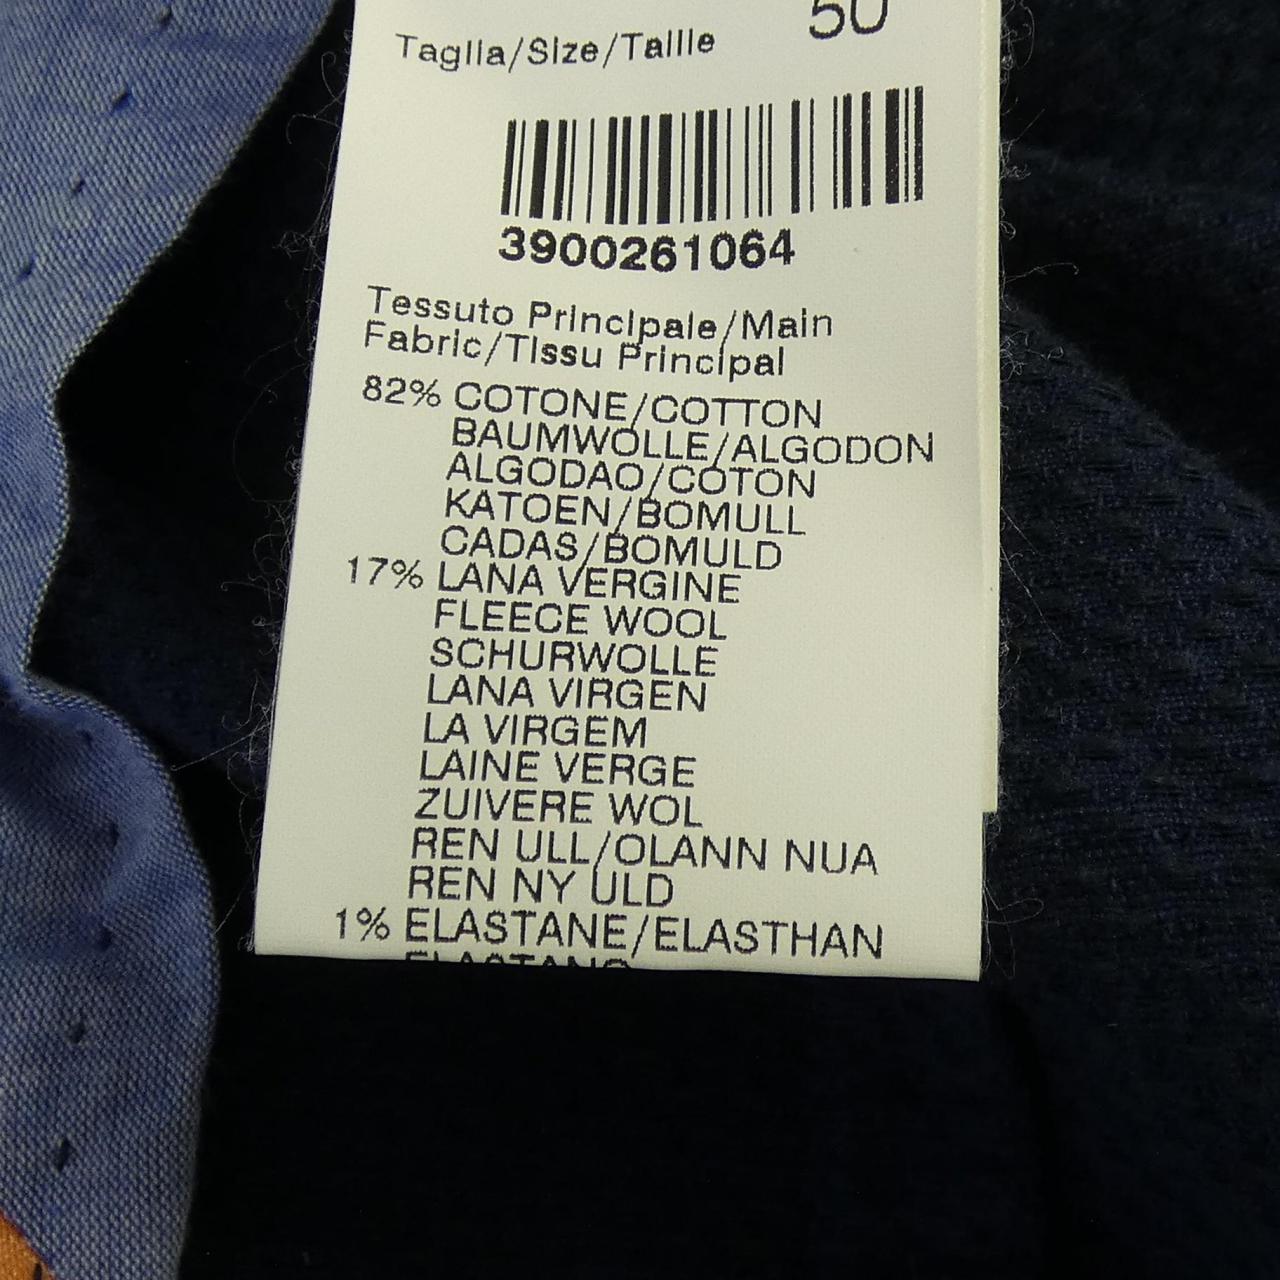 50
Taglia/Size/Taille
3900261064
Tessuto Principale/Main
Fabric/Tissu Principal
82% COTONE/COTTON
BAUMWOLLE/ALGODON
ALGODAO/COTON
KATOEN/BOMULL
CADAS/BOMULD
17% LANA VERGINE
FLEECE WOOL
SCHURWOLLE
LANA VIRGEN
LA VIRGEM
LAINE VERGE
ZUIVERE WOL
REN ULL/OLANN NUA
REN NY ULD
1% ELASTANE/ELASTHAN
ELASTANO